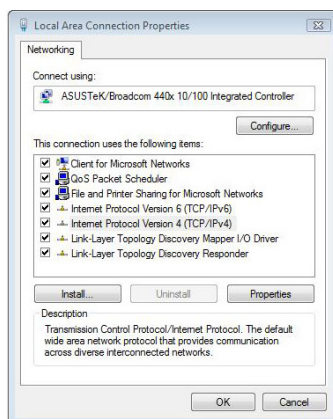 Local Area Connection Properties
Networking
Connect using:
ASUSTeK/Broadcom 440x 10/100 Integrated Controller
Configure...
This connection uses the following items:
Client for Microsoft Networks
QoS Packet Scheduler
File and Printer Sharing for Microsoft Networks
Internet Protocol Version 6 (TCP/IPv6)
Internet Protocol Version 4 (TCP/IPv4)
Link-Layer Topology Discovery Mapper I/O Driver
Link-Layer Topology Discovery Responder
Install... Uninstall Properties
Description
Transmission Control Protocol/Internet Protocol. The default
wide area network protocol that provides communication
across diverse interconnected networks.
OK Cancel